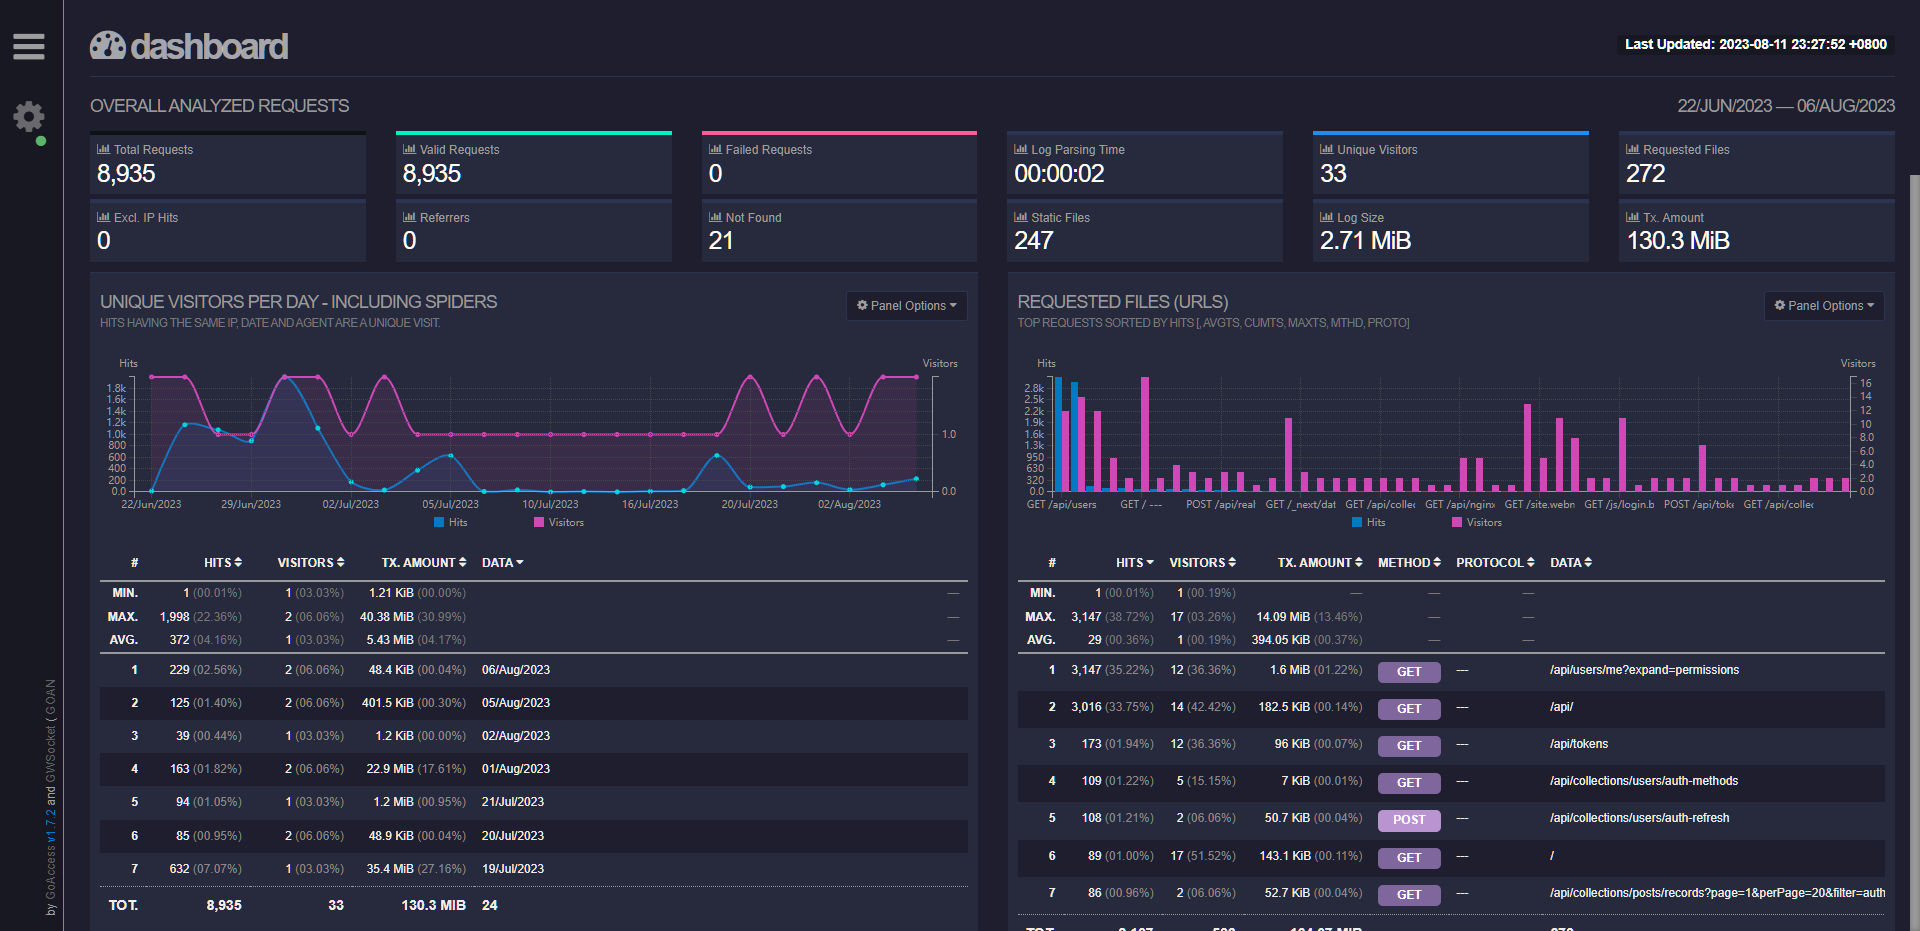 dashboard
Last Updated: 2023-08-11 23:27:52 +0800
OVERALL ANALYZED REQUESTS
22/JUN/2023 — 06/AUG/2023
Total Requests
8,935
Valid Requests
8,935
Failed Requests
0
Log Parsing Time
00:00:02
Unique Visitors
33
Requested Files
272
Excl. IP Hits
0
Referrers
0
Not Found
21
Static Files
247
Log Size
2.71 MiB
Tx. Amount
130.3 MiB
UNIQUE VISITORS PER DAY - INCLUDING SPIDERS
HITS HAVING THE SAME IP, DATE AND AGENT ARE A UNIQUE VISIT.
Panel Options
Hits
Visitors
1.8k
1.6k
1.4k
1.2k
1.0k
800
600
400
200
0.0
1.0
0.0
22/Jun/2023 29/Jun/2023 02/Jul/2023 05/Jul/2023 10/Jul/2023 16/Jul/2023 20/Jul/2023 02/Aug/2023
Hits Visitors
# HITS VISITORS TX. AMOUNT DATA
MIN. 1 (00.01%) 1 (03.03%) 1.21 KiB (00.00%) —
MAX. 1,998 (22.36%) 2 (06.06%) 40.38 MiB (30.99%) —
AVG. 372 (04.16%) 1 (03.03%) 5.43 MiB (04.17%) —
1 229 (02.56%) 2 (06.06%) 48.4 KiB (00.04%) 06/Aug/2023
2 125 (01.40%) 2 (06.06%) 401.5 KiB (00.30%) 05/Aug/2023
3 39 (00.44%) 1 (03.03%) 1.2 KiB (00.00%) 02/Aug/2023
4 163 (01.82%) 2 (06.06%) 22.9 MiB (17.61%) 01/Aug/2023
5 94 (01.05%) 1 (03.03%) 1.2 MiB (00.95%) 21/Jul/2023
6 85 (00.95%) 2 (06.06%) 48.9 KiB (00.04%) 20/Jul/2023
7 632 (07.07%) 1 (03.03%) 35.4 MiB (27.16%) 19/Jul/2023
TOT. 8,935 33 130.3 MIB 24
REQUESTED FILES (URLS)
TOP REQUESTS SORTED BY HITS [, AVGTS, CUMTS, MAXTS, MTHD, PROTO]
Panel Options
Hits
Visitors
2.8k
2.5k
2.2k
1.9k
1.6k
1.3k
950
630
320
0.0
16
14
12
10
8.0
6.0
4.0
2.0
0.0
GET /api/users GET / --- POST /api/real GET /_next/dat GET /api/collec GET /api/nginx GET /site.webm GET /js/login.b POST /api/toke GET /api/collec
Hits Visitors
# HITS VISITORS TX. AMOUNT METHOD PROTOCOL DATA
MIN. 1 (00.01%) 1 (00.19%) — — —
MAX. 3,147 (38.72%) 17 (03.26%) 14.09 MiB (13.46%) — —
AVG. 29 (00.36%) 1 (00.19%) 394.05 KiB (00.37%) — —
1 3,147 (35.22%) 12 (36.36%) 1.6 MiB (01.22%) GET --- /api/users/me?expand=permissions
2 3,016 (33.75%) 14 (42.42%) 182.5 KiB (00.14%) GET --- /api/
3 173 (01.94%) 12 (36.36%) 96 KiB (00.07%) GET --- /api/tokens
4 109 (01.22%) 5 (15.15%) 7 KiB (00.01%) GET --- /api/collections/users/auth-methods
5 108 (01.21%) 2 (06.06%) 50.7 KiB (00.04%) POST --- /api/collections/users/auth-refresh
6 89 (01.00%) 17 (51.52%) 143.1 KiB (00.11%) GET --- /
7 86 (00.96%) 2 (06.06%) 52.7 KiB (00.04%) GET --- /api/collections/posts/records?page=1&perPage=20&filter=auth
by GoAccess v1.7.2 and GWSocket ( GOAN